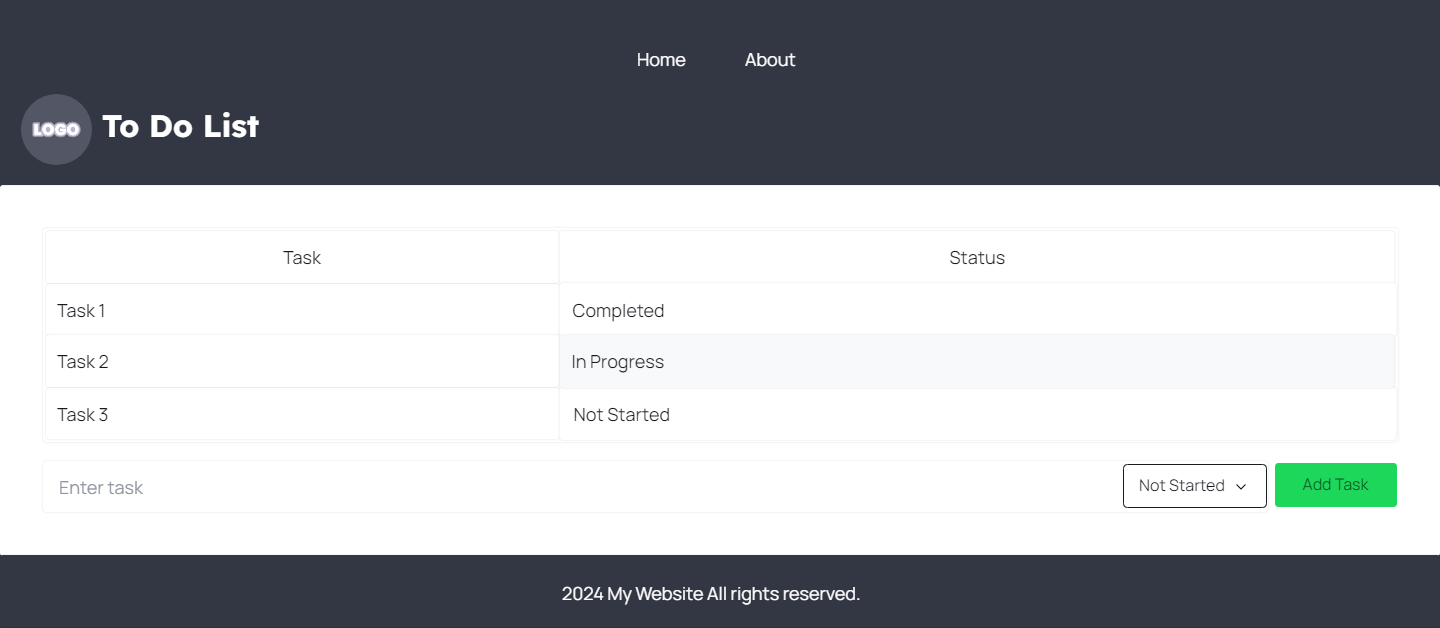 Home About
LOGO To Do List
Task Status
Task 1 Completed
Task 2 In Progress
Task 3 Not Started
Enter task Not Started Add Task
2024 My Website All rights reserved.